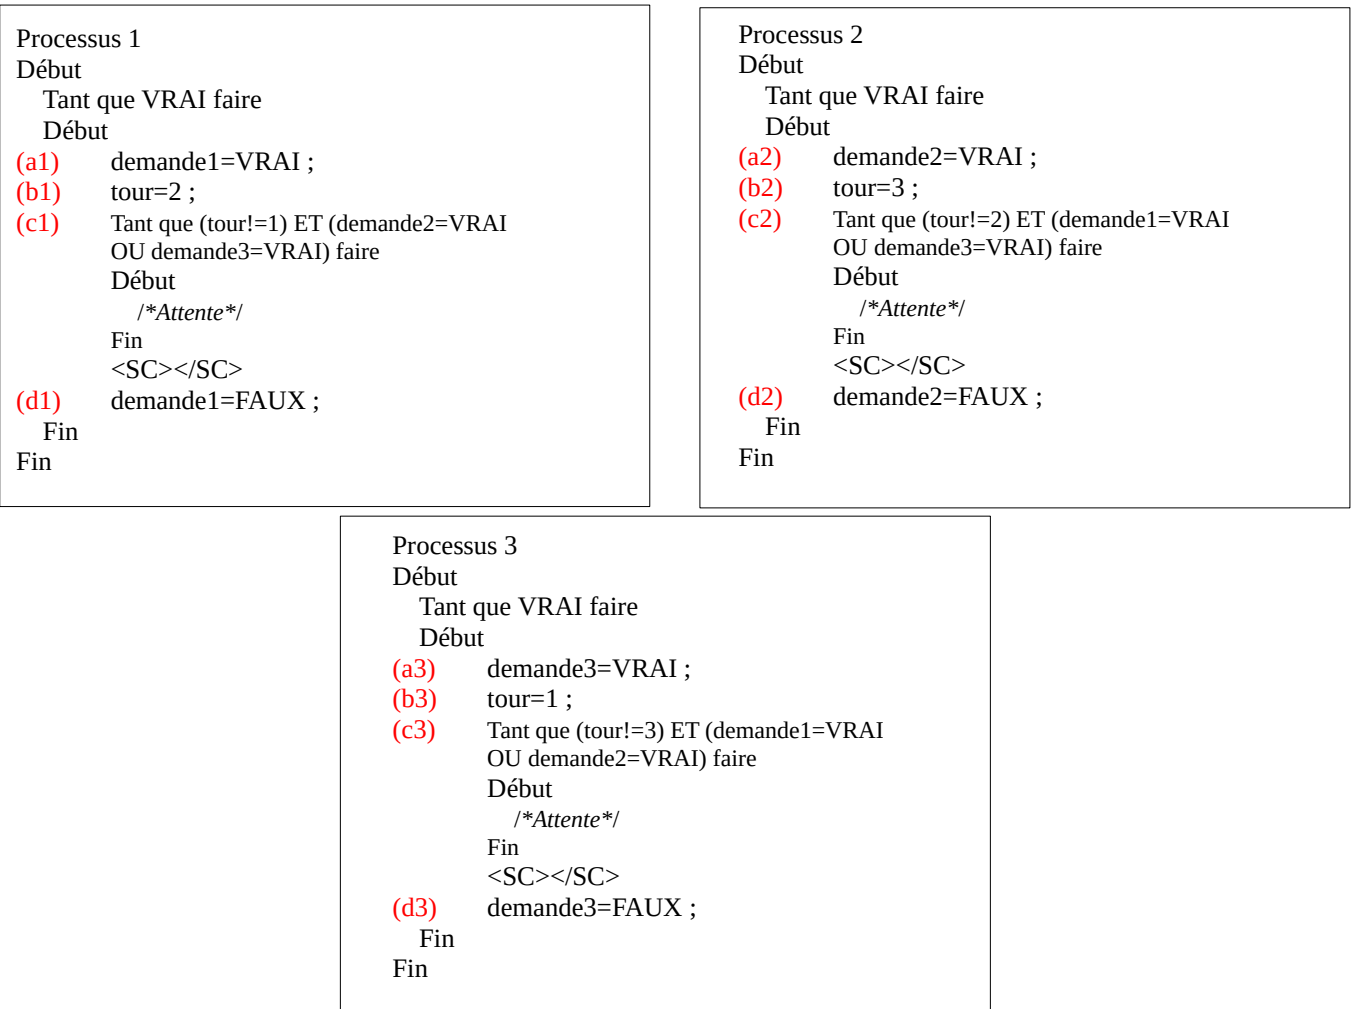 Processus 1
Début
Tant que VRAI faire
Début
(a1) demande1=VRAI ;
(b1) tour=2 ;
(c1) Tant que (tour!=1) ET (demande2=VRAI
OU demande3=VRAI) faire
Début
/*Attente*/
Fin
<SC></SC>
(d1) demande1=FAUX ;
Fin
Fin
Processus 2
Début
Tant que VRAI faire
Début
(a2) demande2=VRAI ;
(b2) tour=3 ;
(c2) Tant que (tour!=2) ET (demande1=VRAI
OU demande3=VRAI) faire
Début
/*Attente*/
Fin
<SC></SC>
(d2) demande2=FAUX ;
Fin
Fin
Processus 3
Début
Tant que VRAI faire
Début
(a3) demande3=VRAI ;
(b3) tour=1 ;
(c3) Tant que (tour!=3) ET (demande1=VRAI
OU demande2=VRAI) faire
Début
/*Attente*/
Fin
<SC></SC>
(d3) demande3=FAUX ;
Fin
Fin